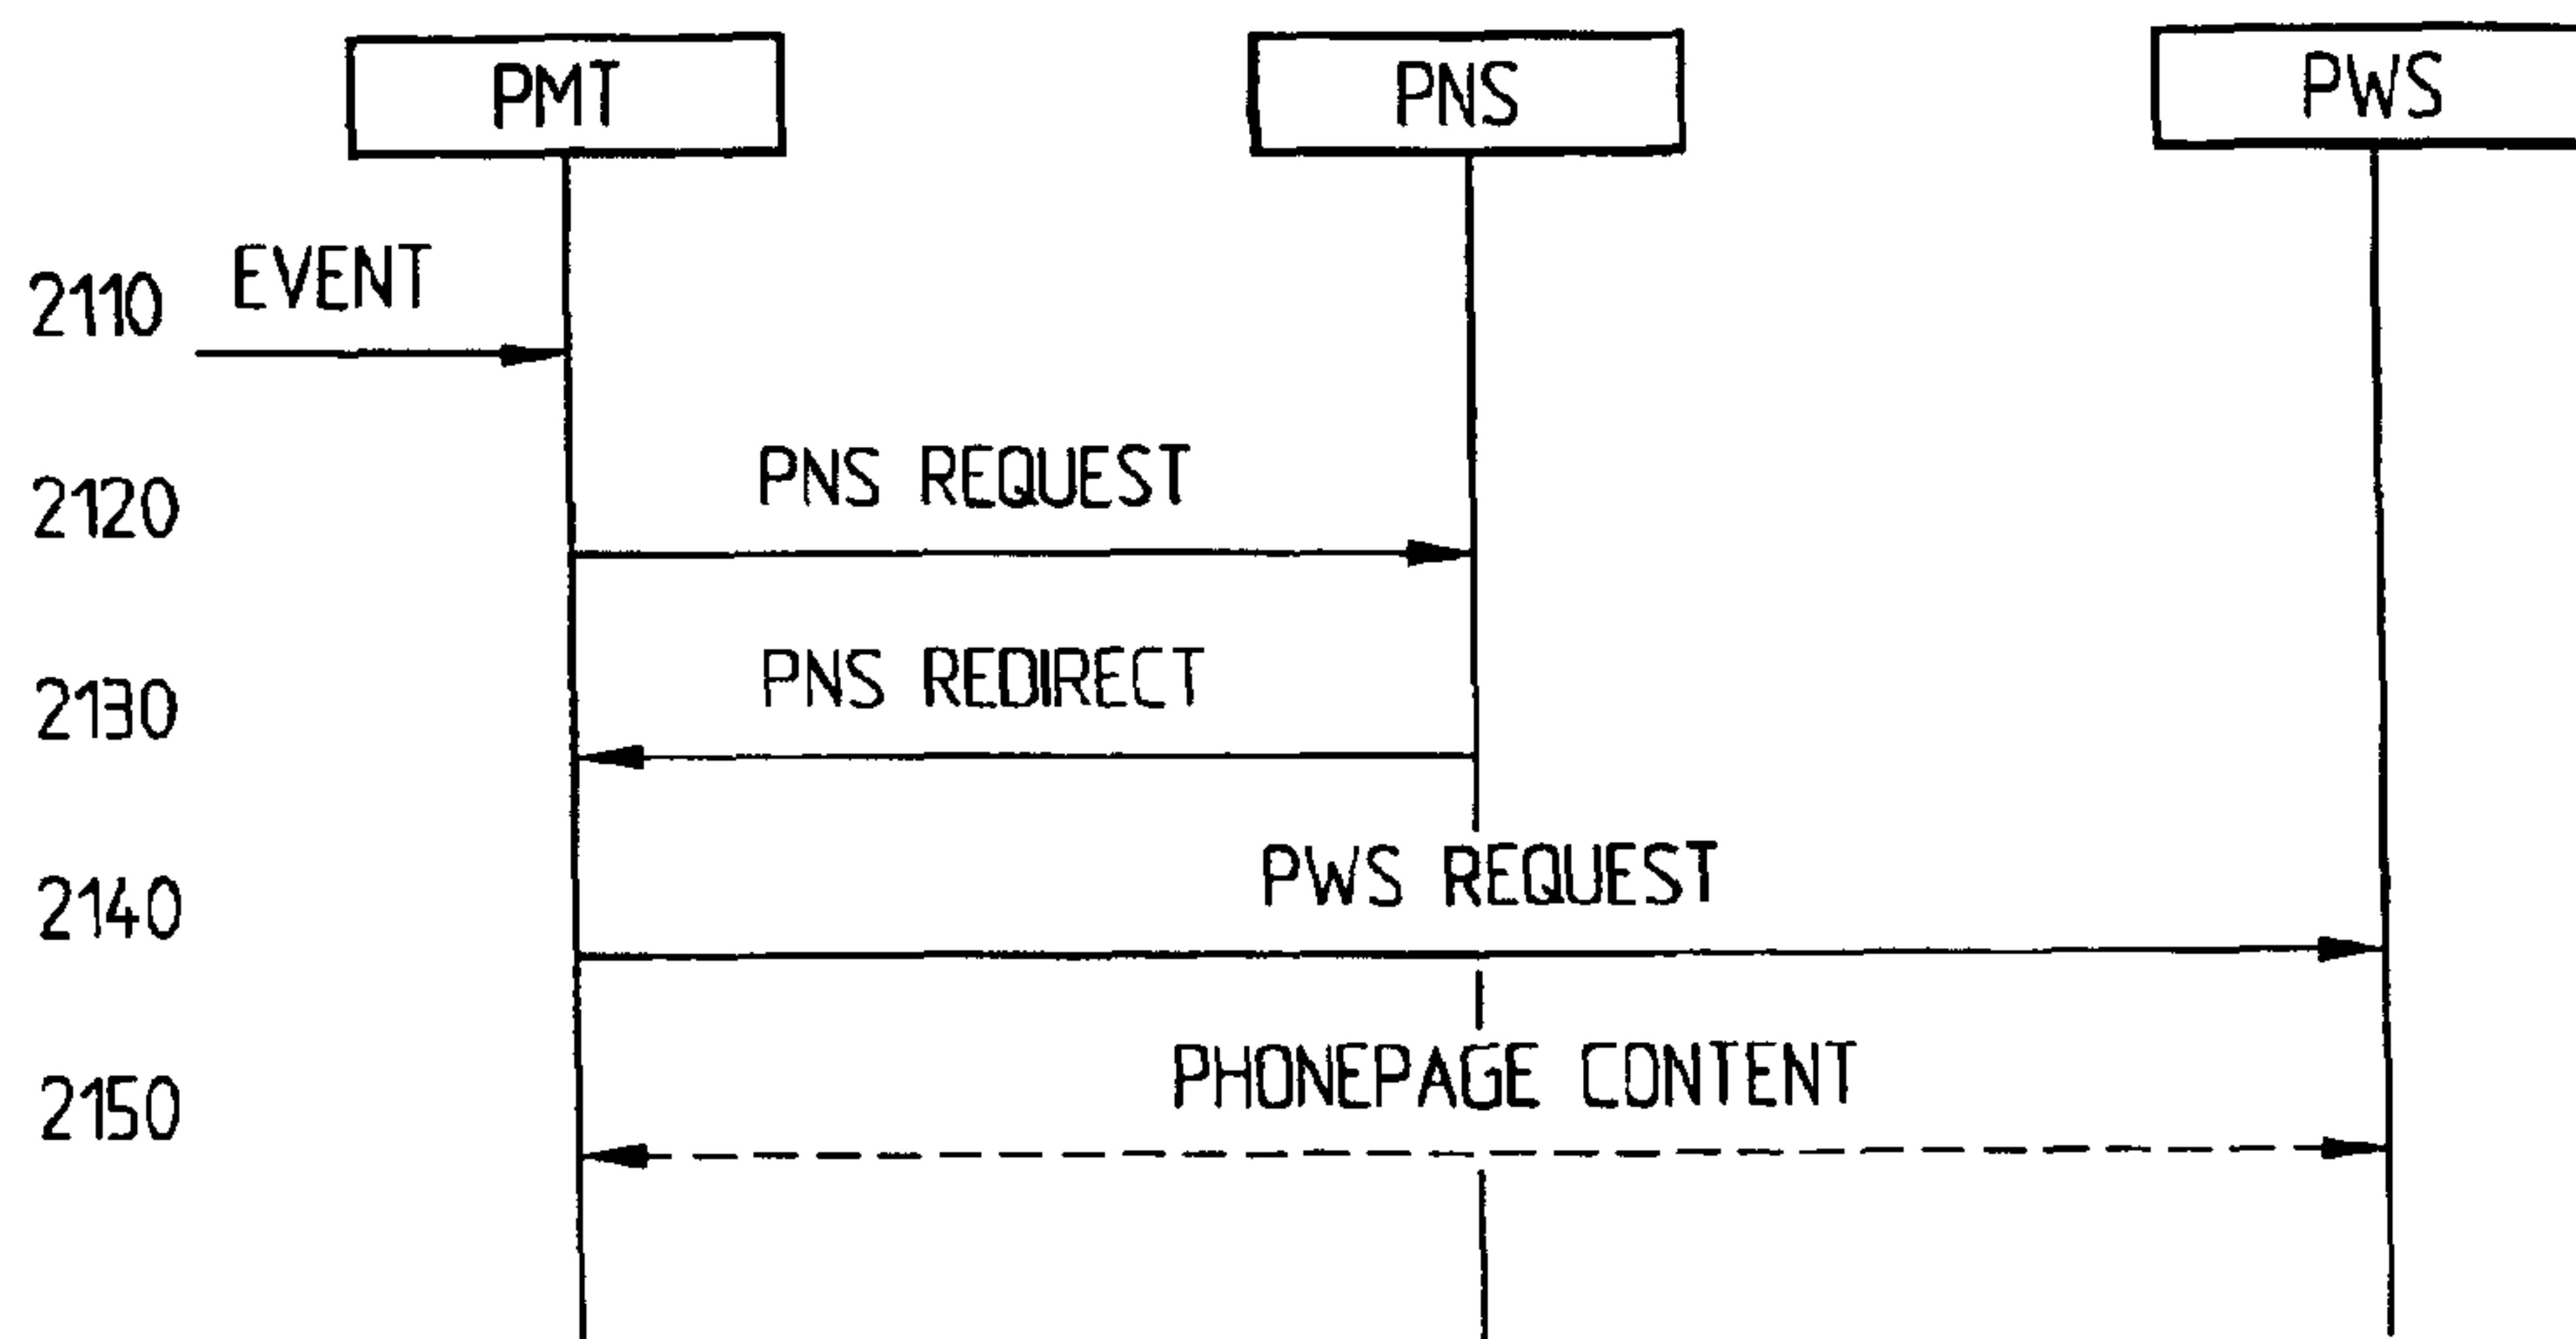 PMT PNS PWS
2110 EVENT
2120 PNS REQUEST
2130 PNS REDIRECT
2140 PWS REQUEST
2150 PHONEPAGE CONTENT